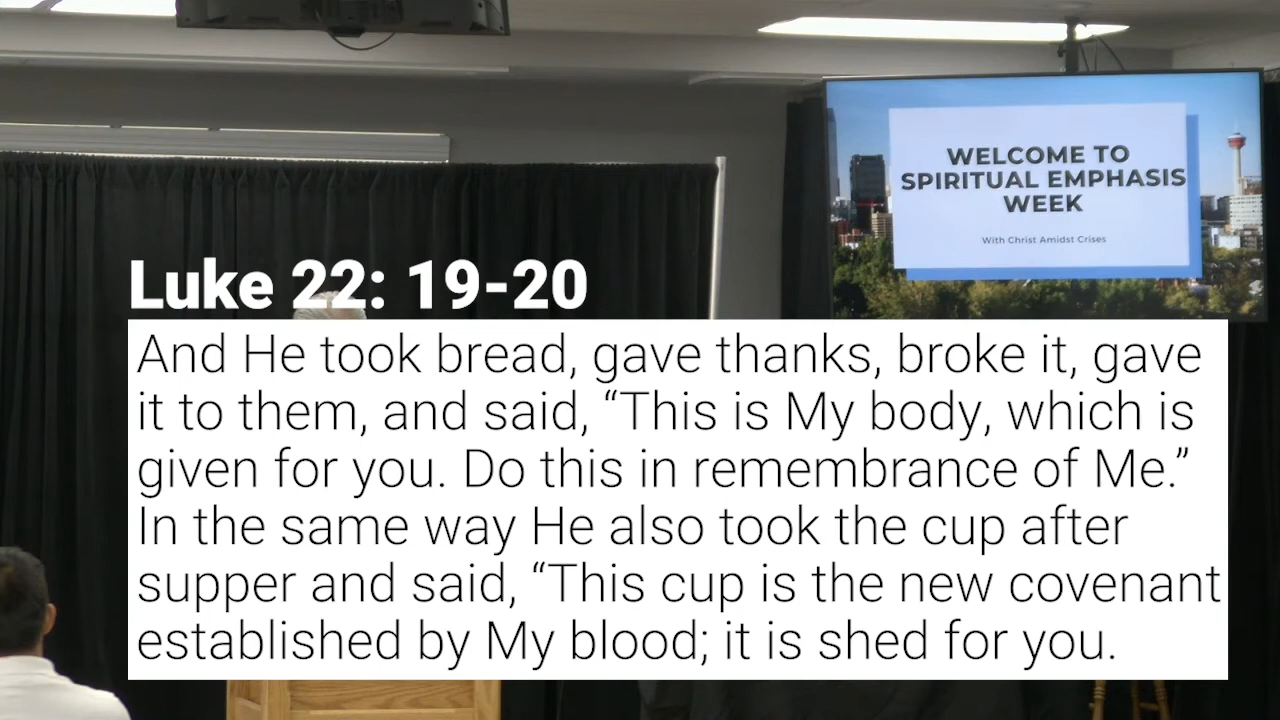 WELCOME TO
SPIRITUAL EMPHASIS
WEEK
With Christ Amidst Crises
Luke 22: 19-20
And He took bread, gave thanks, broke it, gave
it to them, and said, “This is My body, which is
given for you. Do this in remembrance of Me.”
In the same way He also took the cup after
supper and said, “This cup is the new covenant
established by My blood; it is shed for you.